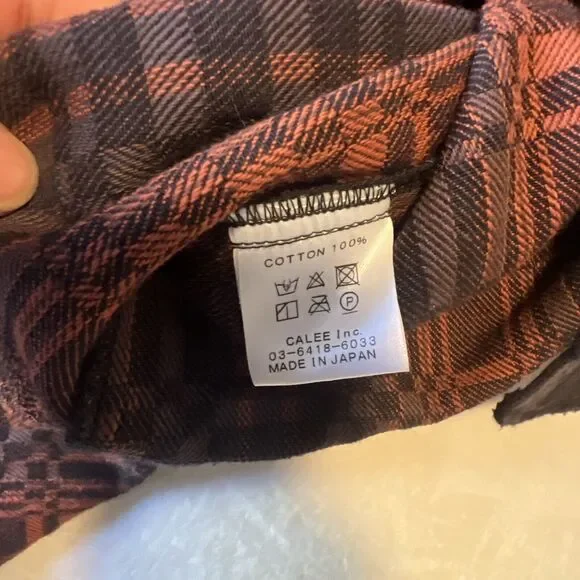 COTTON 100%
CALEE Inc.
03-6418-6033
MADE IN JAPAN